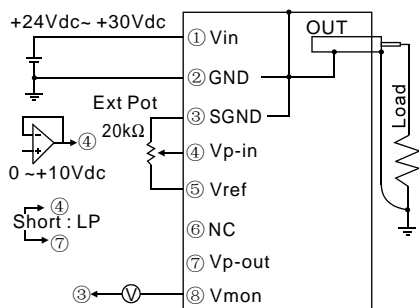 +24Vdc~ +30Vdc
① Vin
OUT
② GND
Ext Pot
20kΩ
③ SGND
④
④ Vp-in
Load
0 ~+10Vdc
⑤ Vref
④
Short : LP
⑦
⑥ NC
⑦ Vp-out
③
V
⑧ Vmon